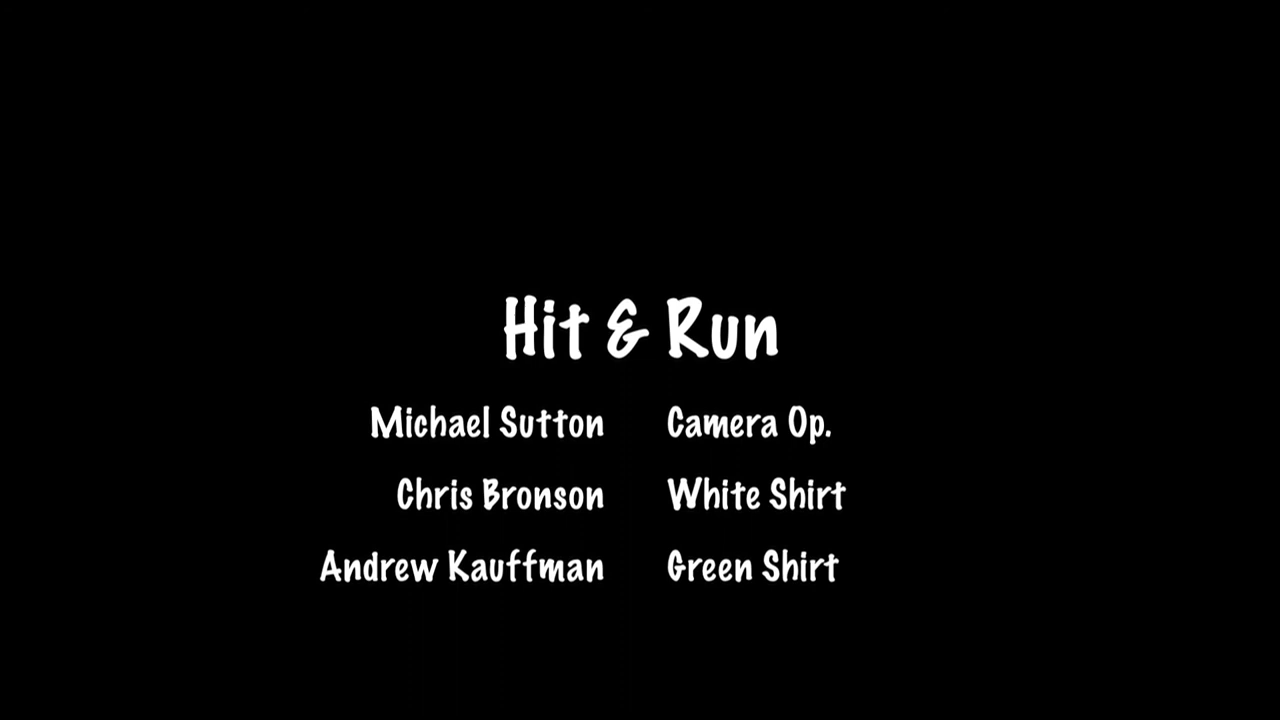 Hit & Run
Michael Sutton Camera Op.
Chris Bronson White Shirt
Andrew Kauffman Green Shirt